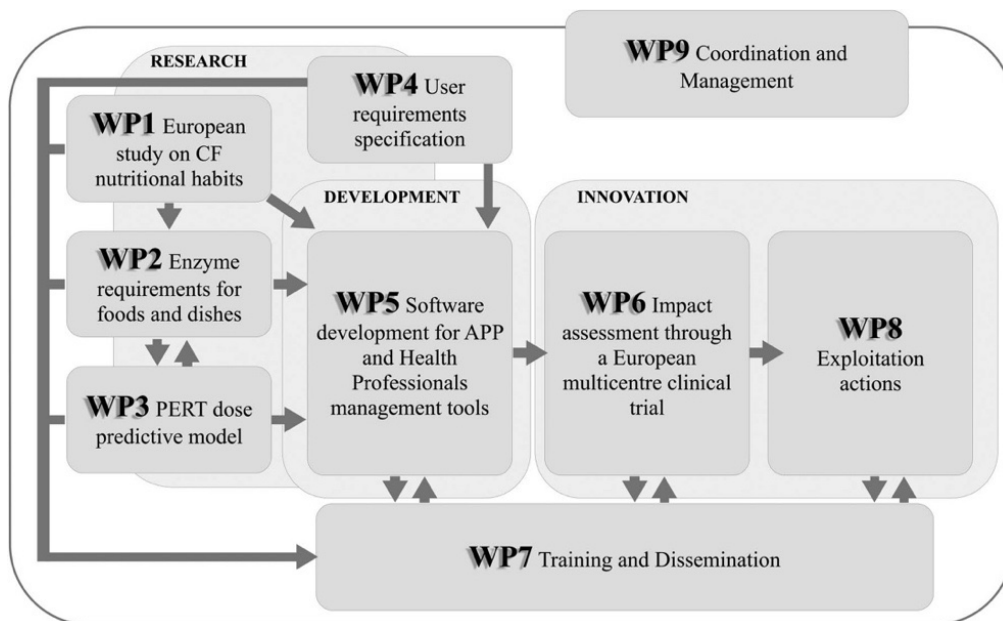 RESEARCH
WP9 Coordination and
Management
WP4 User
requirements
specification
WP1 European
study on CF
nutritional habits
DEVELOPMENT
INNOVATION
WP2 Enzyme
requirements for
foods and dishes
WP5 Software
development for APP
and Health
Professionals
management tools
WP6 Impact
assessment through
a European
multicentre clinical
trial
WP8
Exploitation
actions
WP3 PERT dose
predictive model
WP7 Training and Dissemination